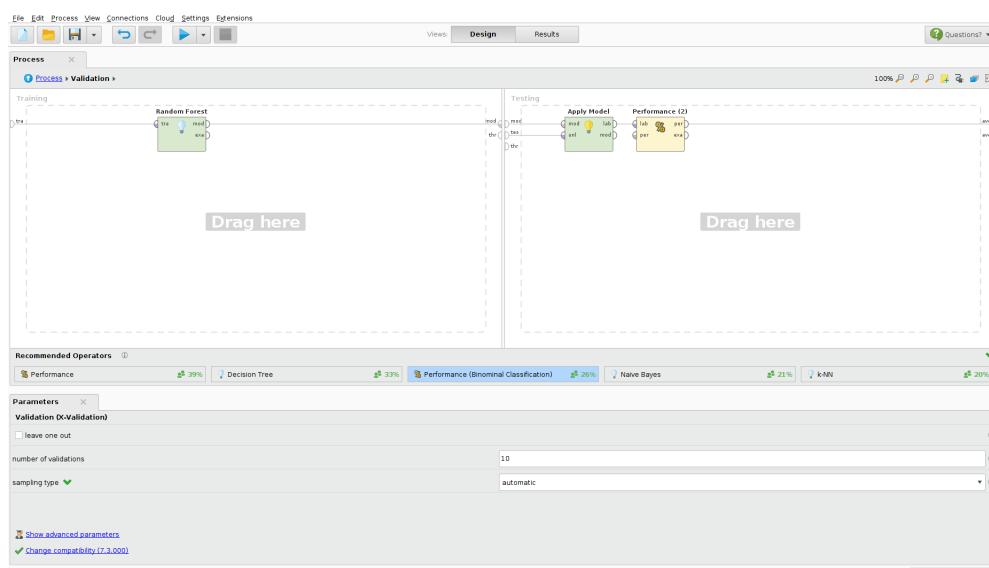 File Edit Process View Connections Cloud Settings Extensions
Views: Design Results Questions?
Process
Process Validation 100%
Training Testing
Random Forest Apply Model Performance (2)
tra tra mod mod mod mod lab lab per ave
exa thr tes unl mod per exa ave
thr
Drag here Drag here
Recommended Operators
Performance 39% Decision Tree 33% Performance (Binominal Classification) 26% Naive Bayes 21% k-NN 20%
Parameters
Validation (X-Validation)
leave one out
number of validations 10
sampling type automatic
Show advanced parameters
Change compatibility (7.3.000)